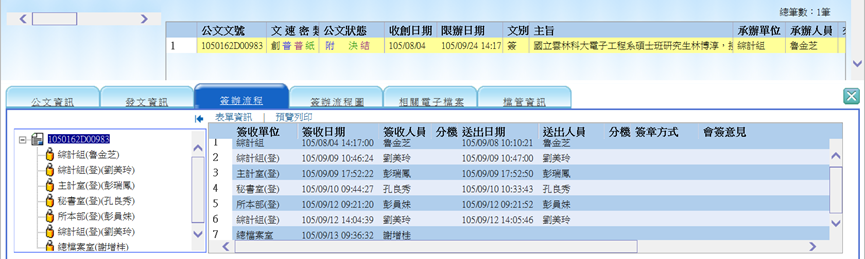 總筆數：1筆
公文文號 文 速 密 類 公文狀態 收創日期 限辦日期 文別 主旨 承辦單位 承辦人員
1 1050162D00983 創 普 普 紙 附 決 結 105/08/04 105/09/24 14:17 簽 國立雲林科大電子工程系碩士班研究生林博淳， 綜計組 魯金芝
公文資訊 發文資訊 簽辦流程 簽辦流程圖 相關電子檔案 檔管資訊
表單資訊 | 預覽列印
1050162D00983
綜計組(魯金芝)
綜計組(登)(劉美玲)
主計室(登)(彭瑞鳳)
秘書室(登)(孔良秀)
所本部(登)(彭員妹)
綜計組(登)(劉美玲)
總檔案室(謝增桂)
簽收單位 簽收日期 簽收人員 分機 送出日期 送出人員 分機 簽章方式 會簽意見
1 綜計組 105/08/04 14:17:00 魯金芝 105/09/08 10:10:21 魯金芝
2 綜計組(登) 105/09/09 10:46:24 劉美玲 105/09/09 10:47:00 劉美玲
3 主計室(登) 105/09/09 17:52:22 彭瑞鳳 105/09/09 17:52:50 彭瑞鳳
4 秘書室(登) 105/09/10 09:44:27 孔良秀 105/09/10 10:33:43 孔良秀
5 所本部(登) 105/09/12 09:21:20 彭員妹 105/09/12 09:21:52 彭員妹
6 綜計組(登) 105/09/12 14:04:39 劉美玲 105/09/12 14:05:46 劉美玲
7 總檔案室 105/09/13 09:36:32 謝增桂